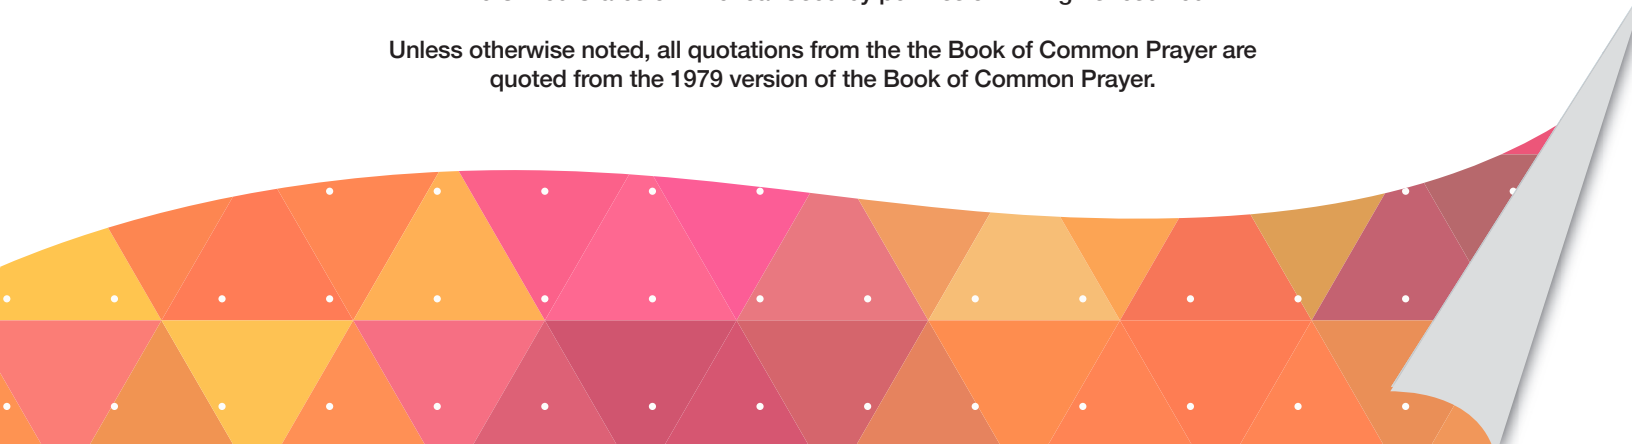 Unless otherwise noted, all quotations from the the Book of Common Prayer are
quoted from the 1979 version of the Book of Common Prayer.